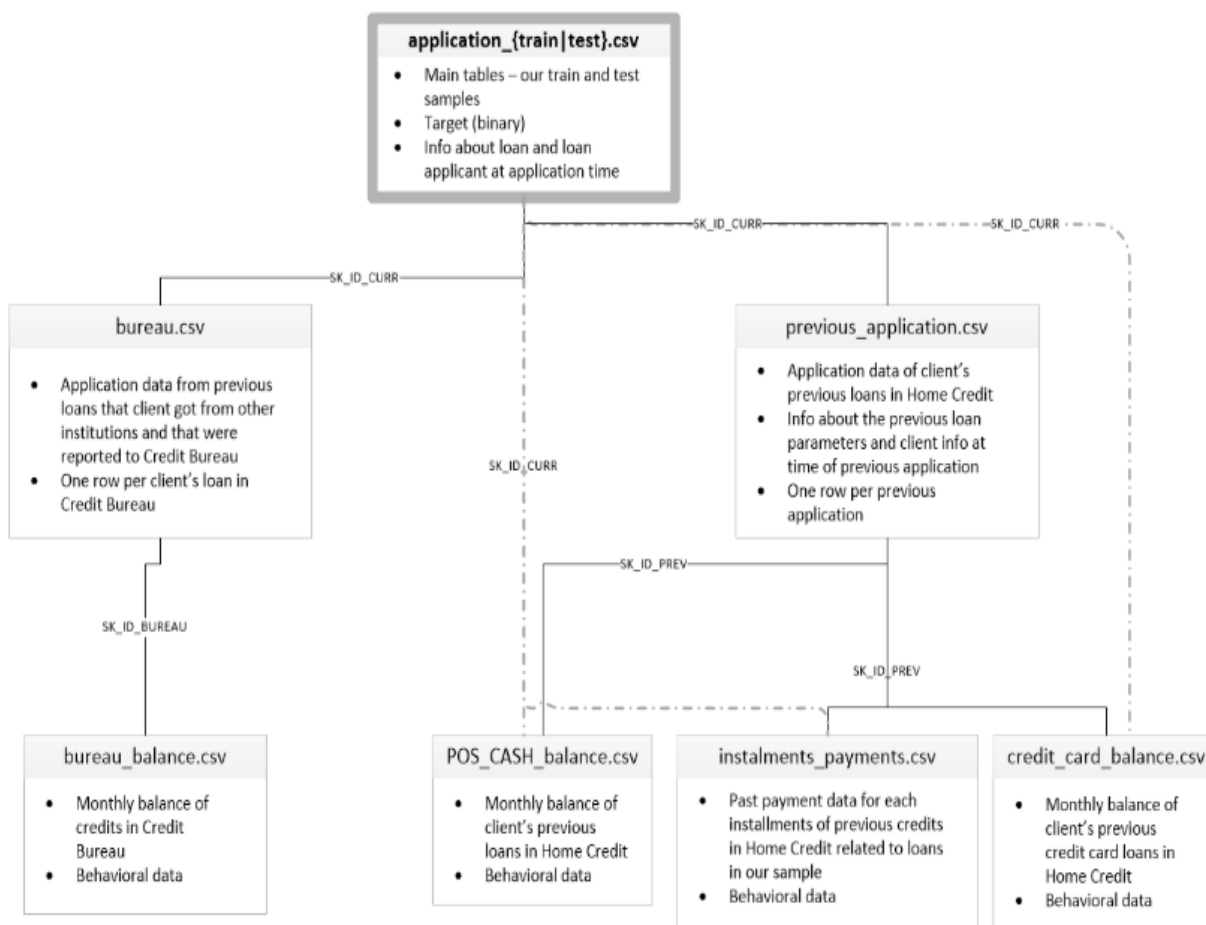 application_{train|test}.csv
• Main tables – our train and test
samples
• Target (binary)
• Info about loan and loan
applicant at application time
SK_ID_CURR
SK_ID_CURR
SK_ID_CURR
bureau.csv
• Application data from previous
loans that client got from other
institutions and that were
reported to Credit Bureau
• One row per client's loan in
Credit Bureau
previous_application.csv
• Application data of client's
previous loans in Home Credit
• Info about the previous loan
parameters and client info at
time of previous application
• One row per previous
application
SK_ID_CURR
SK_ID_PREV
SK_ID_BUREAU
SK_ID_PREV
bureau_balance.csv
• Monthly balance of
credits in Credit
Bureau
• Behavioral data
POS_CASH_balance.csv
• Monthly balance of
client's previous
loans in Home Credit
• Behavioral data
instalments_payments.csv
• Past payment data for each
installments of previous credits
in Home Credit related to loans
in our sample
• Behavioral data
credit_card_balance.csv
• Monthly balance of
client's previous
credit card loans in
Home Credit
• Behavioral data